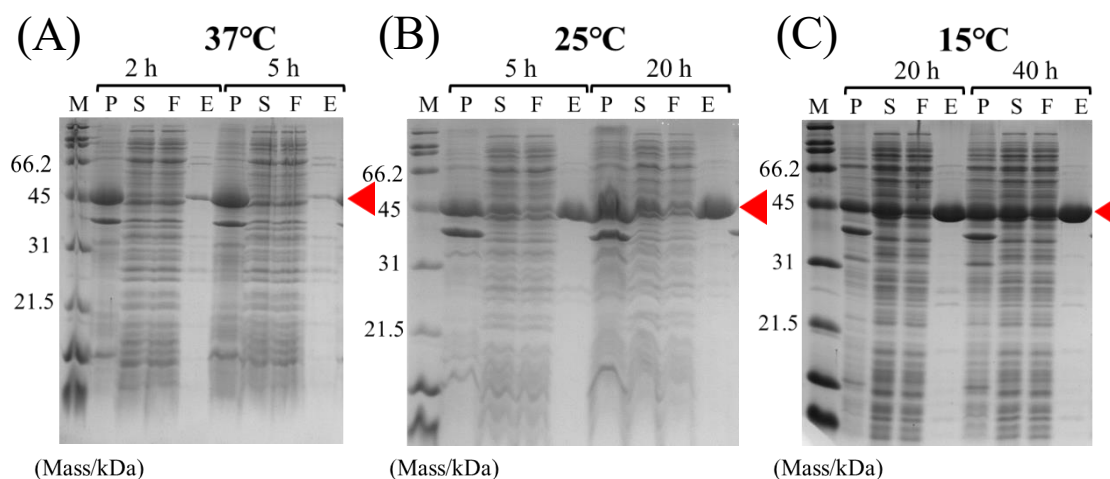 (A) 37°C
2 h 5 h
M P S F E P S F E
66.2
45
31
21.5
(Mass/kDa)
(B) 25°C
5 h 20 h
M P S F E P S F E
66.2
45
31
21.5
(Mass/kDa)
(C) 15°C
20 h 40 h
M P S F E P S F E
66.2
45
31
21.5
(Mass/kDa)